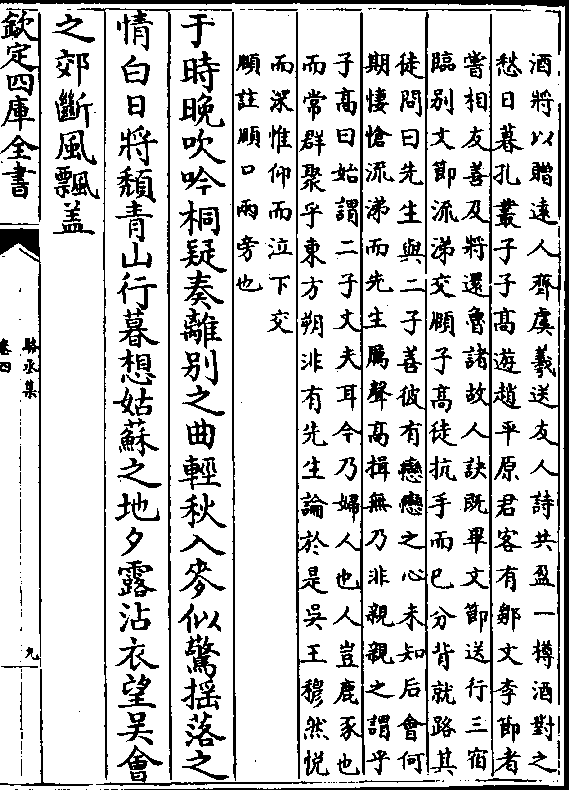 酒將以贈遠人齊虞羲送友人詩共盈一樽酒對之
愁日暮孔叢子子高遊趙平原君客有鄒文李節者
嘗相友善及將還魯諸故人訣既畢文節送行三宿
臨别文節流涕交頤子高徒抗手而已分背就路其
徒問曰先生與二子善彼有戀戀之心未知后會何
期悽愴流涕而先生厲聲高揖無乃非親親之謂乎
子高曰始謂二子丈夫耳今乃婦人也人豈鹿豕也
而常群聚乎東方朔非有先生論於是吳王穆然悦
而深惟仰而泣下交
頤註頤口兩旁也
于時晚吹吟桐疑奏離别之曲輕秋入麥似驚摇落之
情白日將頹青山行暮想姑蘇之地夕露沾衣望吴會
之郊斷風飄盖
欽定四庫全書
駱丞集
卷四
九